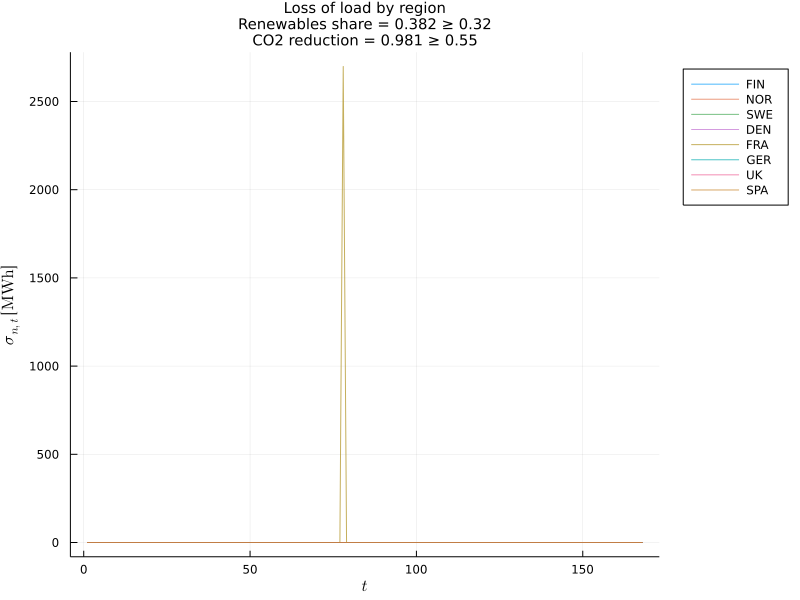 Loss of load by region
Renewables share = 0.382 ≥ 0.32
CO2 reduction = 0.981 ≥ 0.55
FIN
NOR
SWE
DEN
FRA
GER
UK
SPA
2500
2000
1500
1000
500
0
σn,t [MWh]
0 50 100 150
t